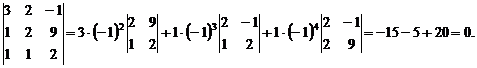 |3 2 −1|
|1 2 9| = 3·(−1)²|2 9; 1 2| + 1·(−1)³|2 −1; 1 2| + 1·(−1)⁴|2 −1; 2 9| = −15 − 5 + 20 = 0.
|1 1 2|